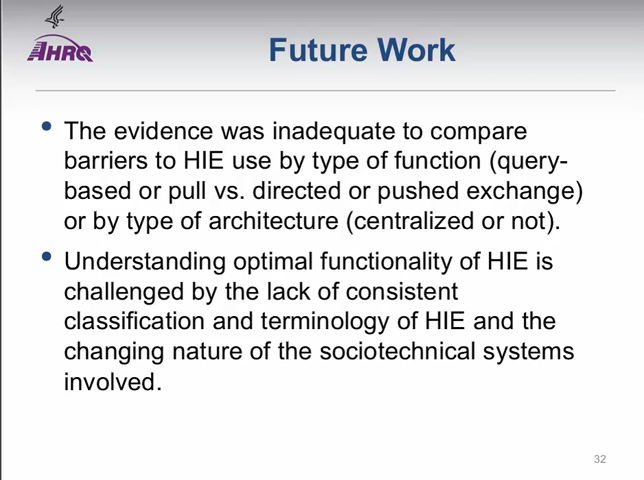 AHRQ
Future Work
• The evidence was inadequate to compare
barriers to HIE use by type of function (query-
based or pull vs. directed or pushed exchange)
or by type of architecture (centralized or not).
• Understanding optimal functionality of HIE is
challenged by the lack of consistent
classification and terminology of HIE and the
changing nature of the sociotechnical systems
involved.
32